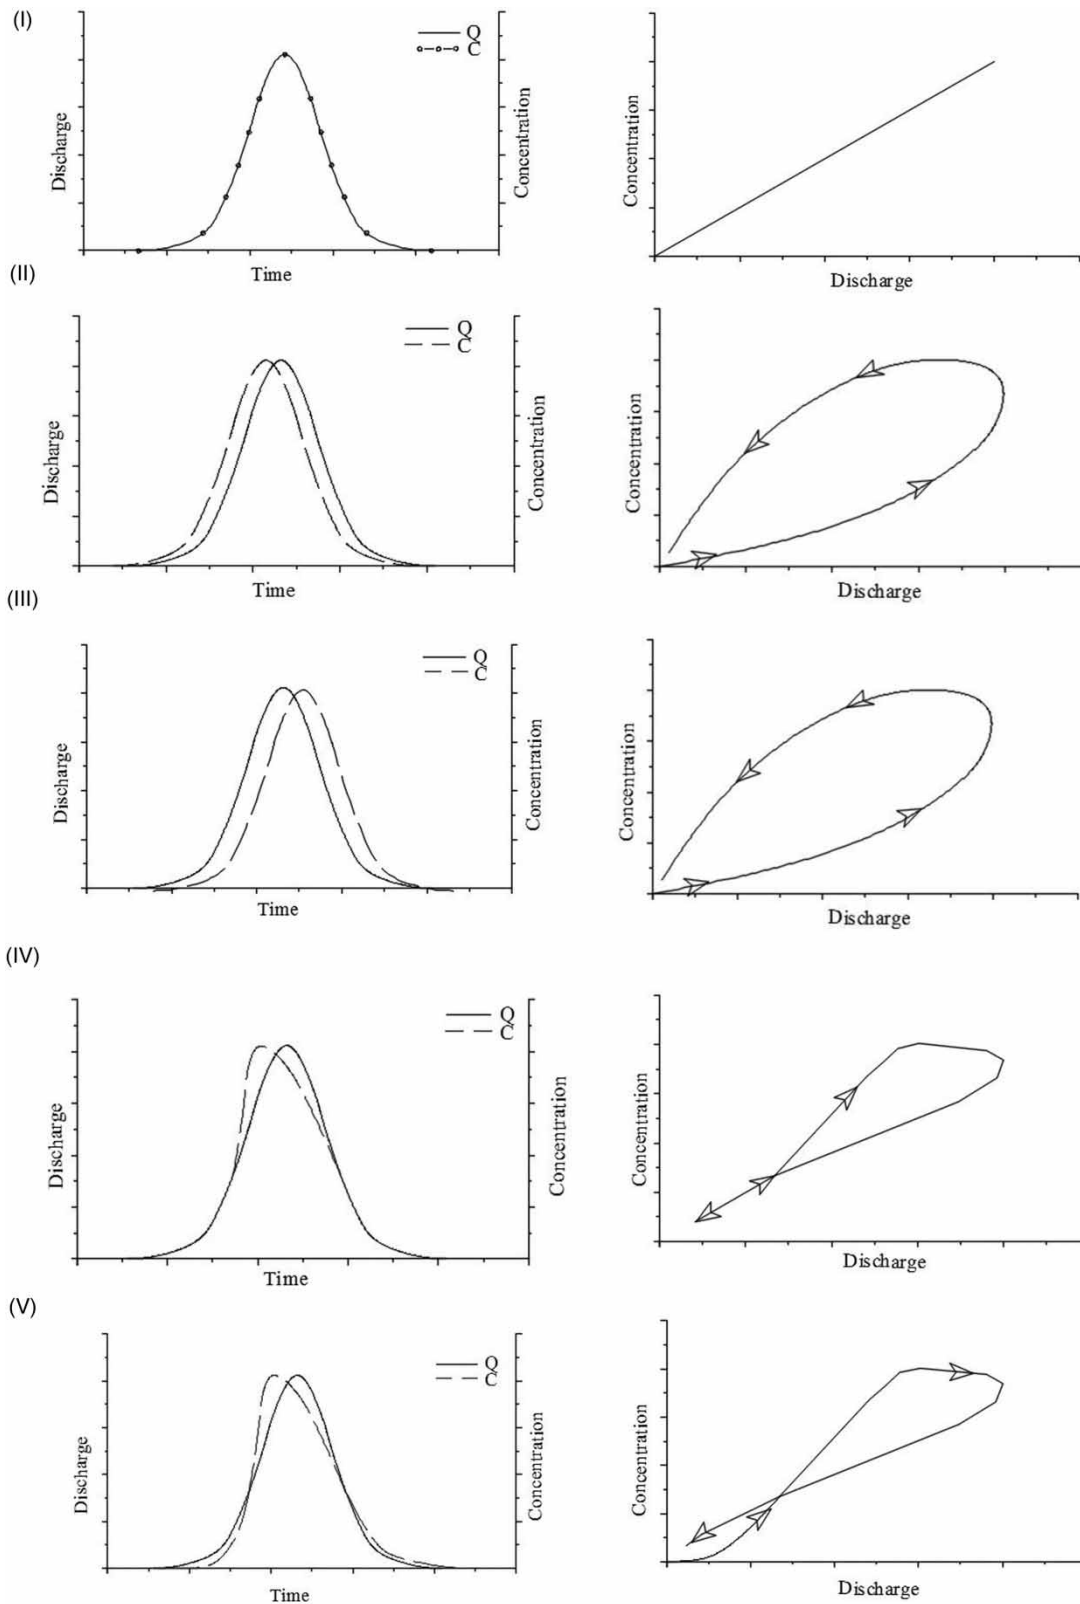 (I)
Q
C
Discharge
Concentration
Time
Concentration
Discharge
(II)
Q
C
Discharge
Concentration
Time
Concentration
Discharge
(III)
Q
C
Discharge
Concentration
Time
Concentration
Discharge
(IV)
Q
C
Discharge
Concentration
Time
Concentration
Discharge
(V)
Q
C
Discharge
Concentration
Time
Concentration
Discharge